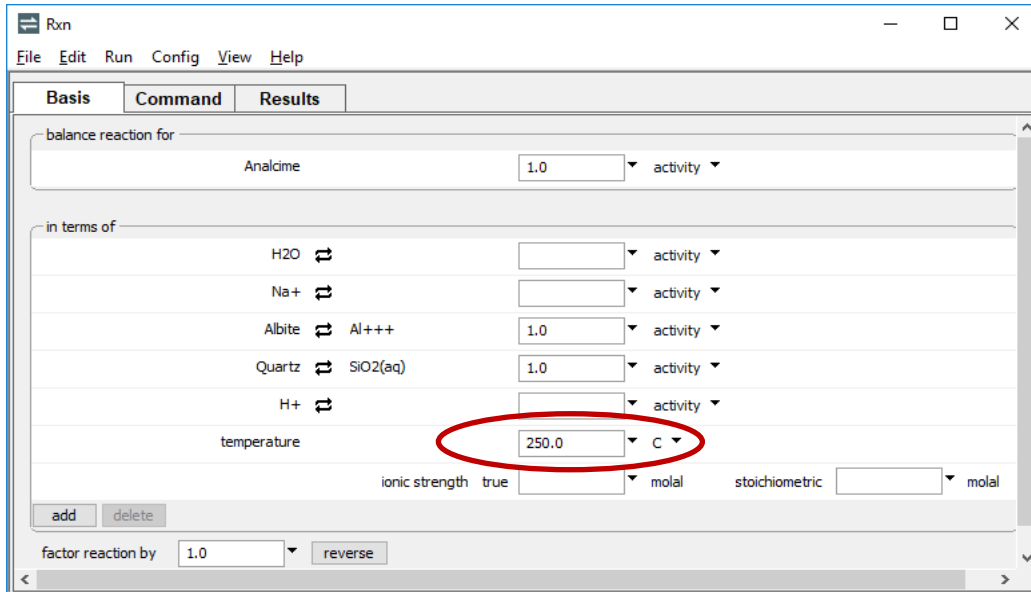 Rxn
File Edit Run Config View Help
Basis Command Results
balance reaction for
Analcime 1.0 activity
in terms of
H2O activity
Na+ activity
Albite Al+++ 1.0 activity
Quartz SiO2(aq) 1.0 activity
H+ activity
temperature 250.0 C
ionic strength true molal stoichiometric molal
add delete
factor reaction by 1.0 reverse